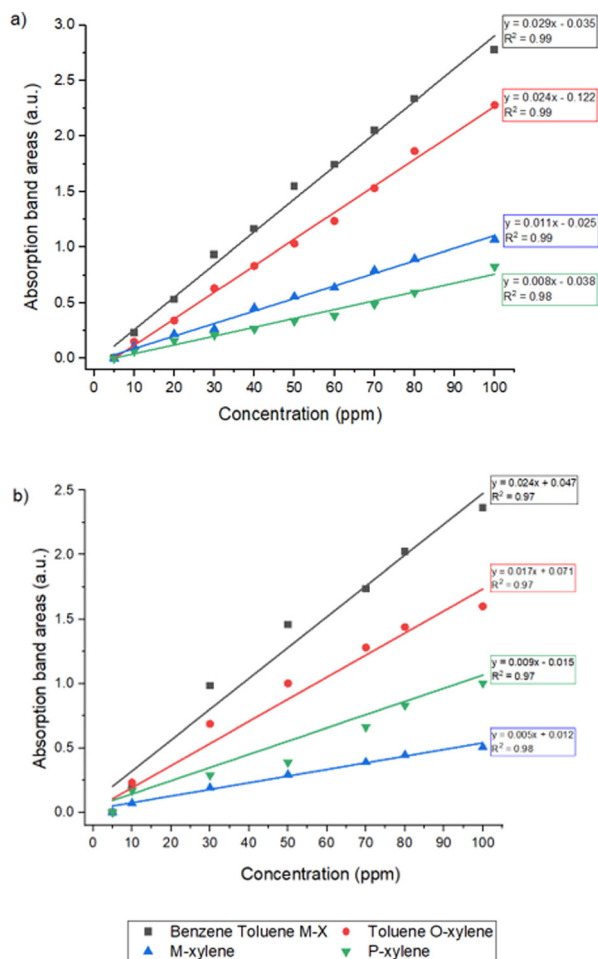 a)
Absorption band areas (a.u.)
3.0
2.5
2.0
1.5
1.0
0.5
0.0
0 10 20 30 40 50 60 70 80 90 100
Concentration (ppm)
y = 0.029x - 0.035
R² = 0.99
y = 0.024x - 0.122
R² = 0.99
y = 0.011x - 0.025
R² = 0.99
y = 0.008x - 0.038
R² = 0.98
b)
Absorption band areas (a.u.)
2.5
2.0
1.5
1.0
0.5
0.0
0 10 20 30 40 50 60 70 80 90 100
Concentration (ppm)
y = 0.024x + 0.047
R² = 0.97
y = 0.017x + 0.071
R² = 0.97
y = 0.009x - 0.015
R² = 0.97
y = 0.005x + 0.012
R² = 0.98
Benzene Toluene M-X Toluene O-xylene
M-xylene P-xylene